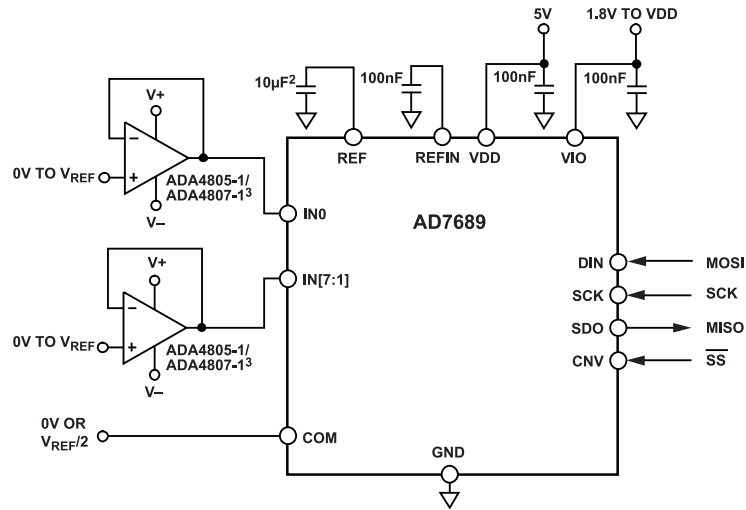 5V
1.8V TO VDD
10µF²
100nF
100nF
100nF
V+
−
+
0V TO VREF
ADA4805-1/
ADA4807-1³
V−
REF
REFIN
VDD
VIO
AD7689
IN0
IN[7:1]
V+
−
+
0V TO VREF
ADA4805-1/
ADA4807-1³
V−
DIN
MOSI
SCK
SCK
SDO
MISO
CNV
S̅S̅
0V OR
VREF/2
COM
GND